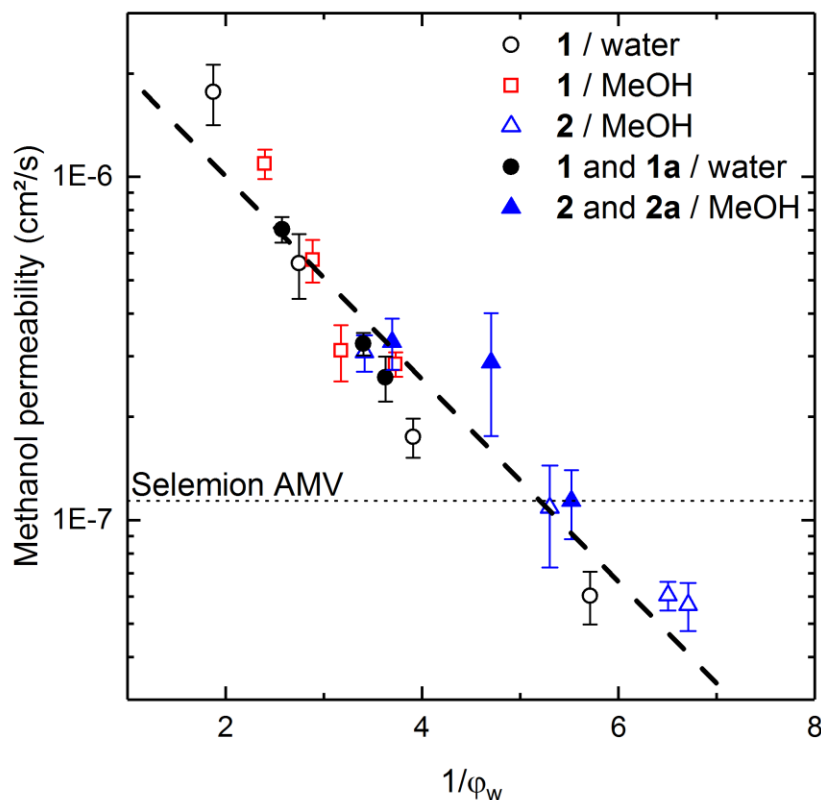 1 / water
1 / MeOH
2 / MeOH
1 and 1a / water
2 and 2a / MeOH
Methanol permeability (cm²/s)
1E-6
Selemion AMV
1E-7
2 4 6 8
1/φw